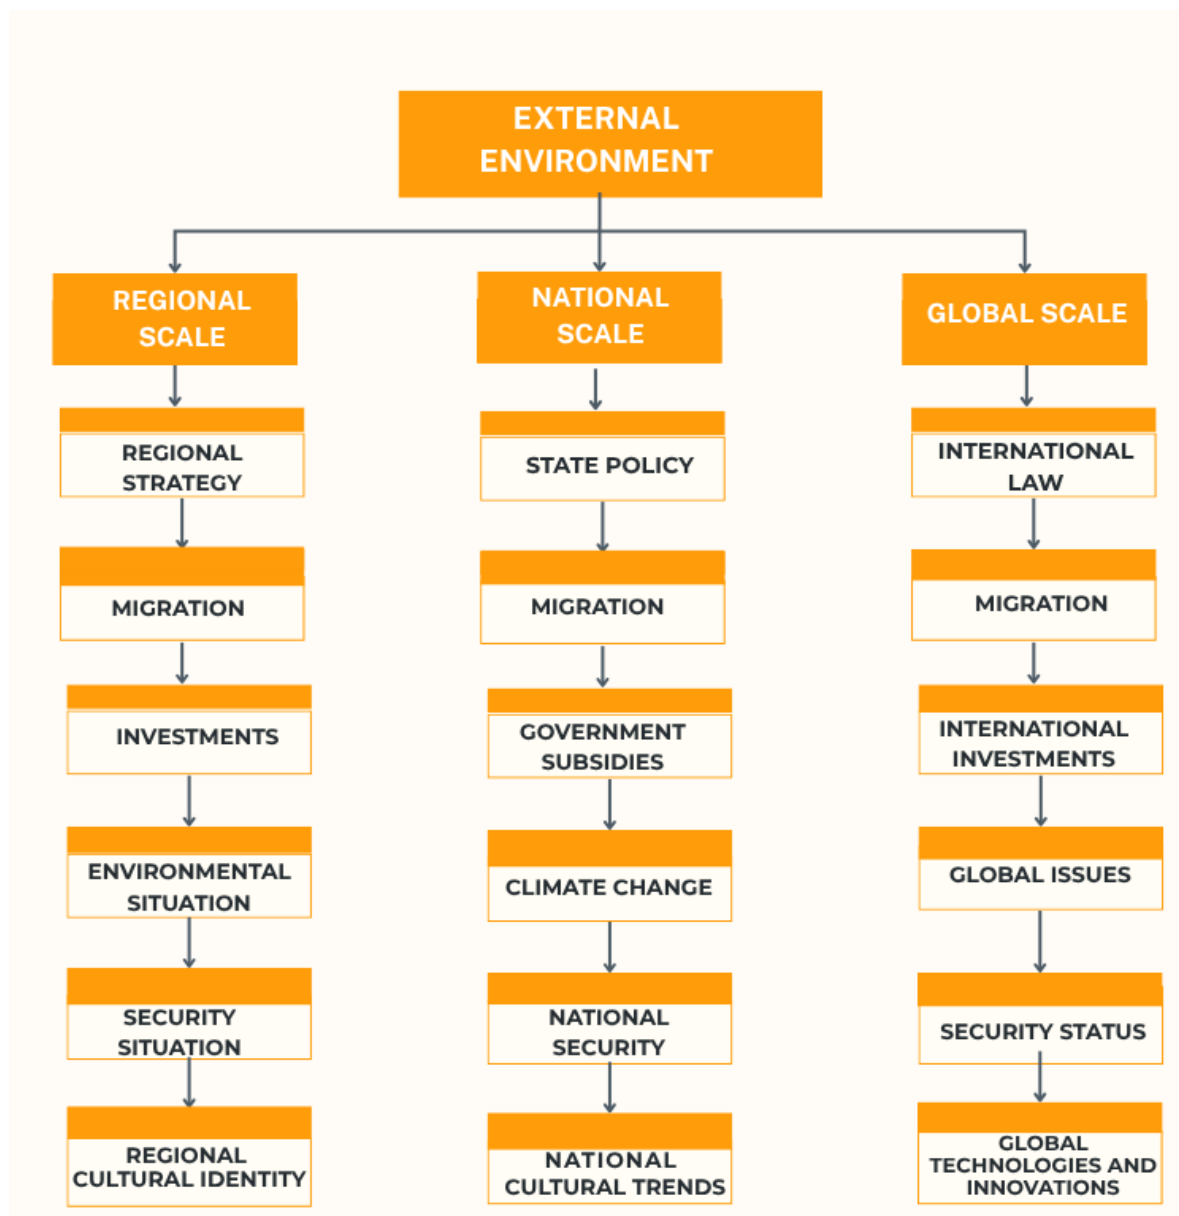 EXTERNAL
ENVIRONMENT
REGIONAL
SCALE
REGIONAL
STRATEGY
MIGRATION
INVESTMENTS
ENVIRONMENTAL
SITUATION
SECURITY
SITUATION
REGIONAL
CULTURAL IDENTITY
NATIONAL
SCALE
STATE POLICY
MIGRATION
GOVERNMENT
SUBSIDIES
CLIMATE CHANGE
NATIONAL
SECURITY
NATIONAL
CULTURAL TRENDS
GLOBAL SCALE
INTERNATIONAL
LAW
MIGRATION
INTERNATIONAL
INVESTMENTS
GLOBAL ISSUES
SECURITY STATUS
GLOBAL
TECHNOLOGIES AND
INNOVATIONS